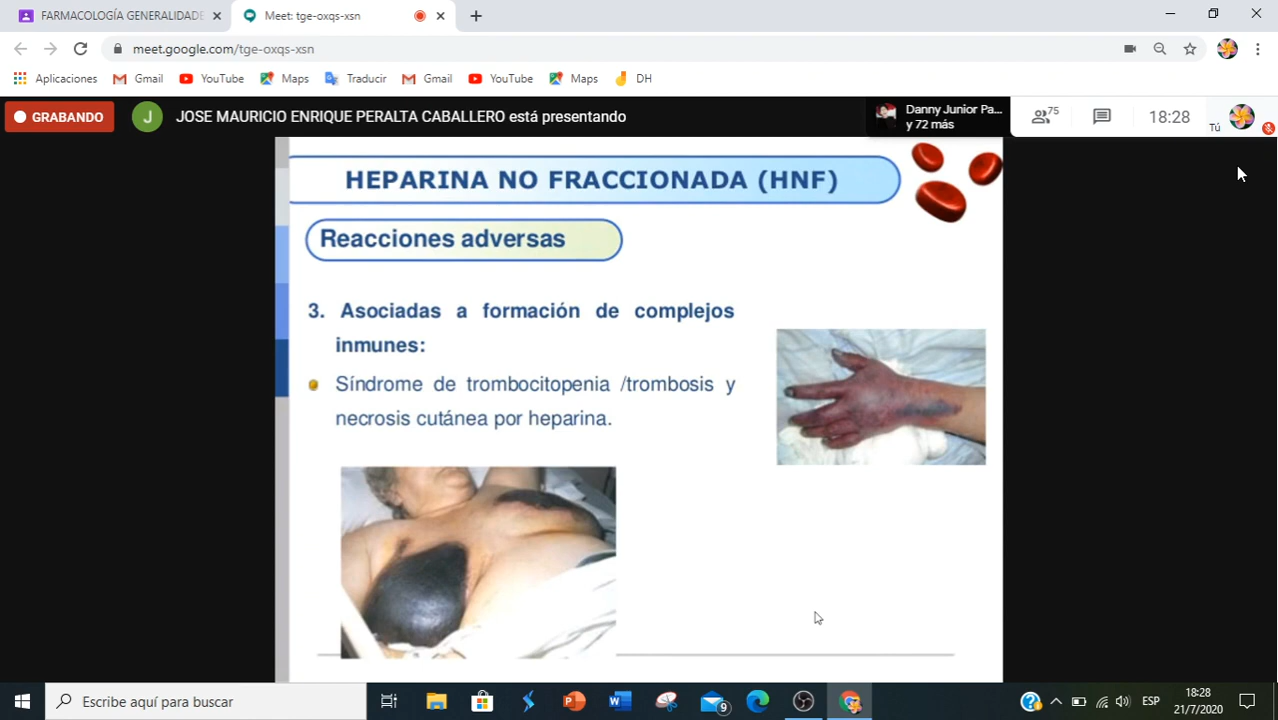 FARMACOLOGÍA GENERALIDADE
Meet: tge-oxqs-xsn
meet.google.com/tge-oxqs-xsn
Aplicaciones Gmail YouTube Maps Traducir Gmail YouTube Maps DH
GRABANDO
J
JOSE MAURICIO ENRIQUE PERALTA CABALLERO está presentando
Danny Junior Pa...
y 72 más
75
18:28
Tú
HEPARINA NO FRACCIONADA (HNF)
Reacciones adversas
3. Asociadas a formación de complejos
inmunes:
Síndrome de trombocitopenia /trombosis y
necrosis cutánea por heparina.
Escribe aquí para buscar
9
ESP
18:28
21/7/2020